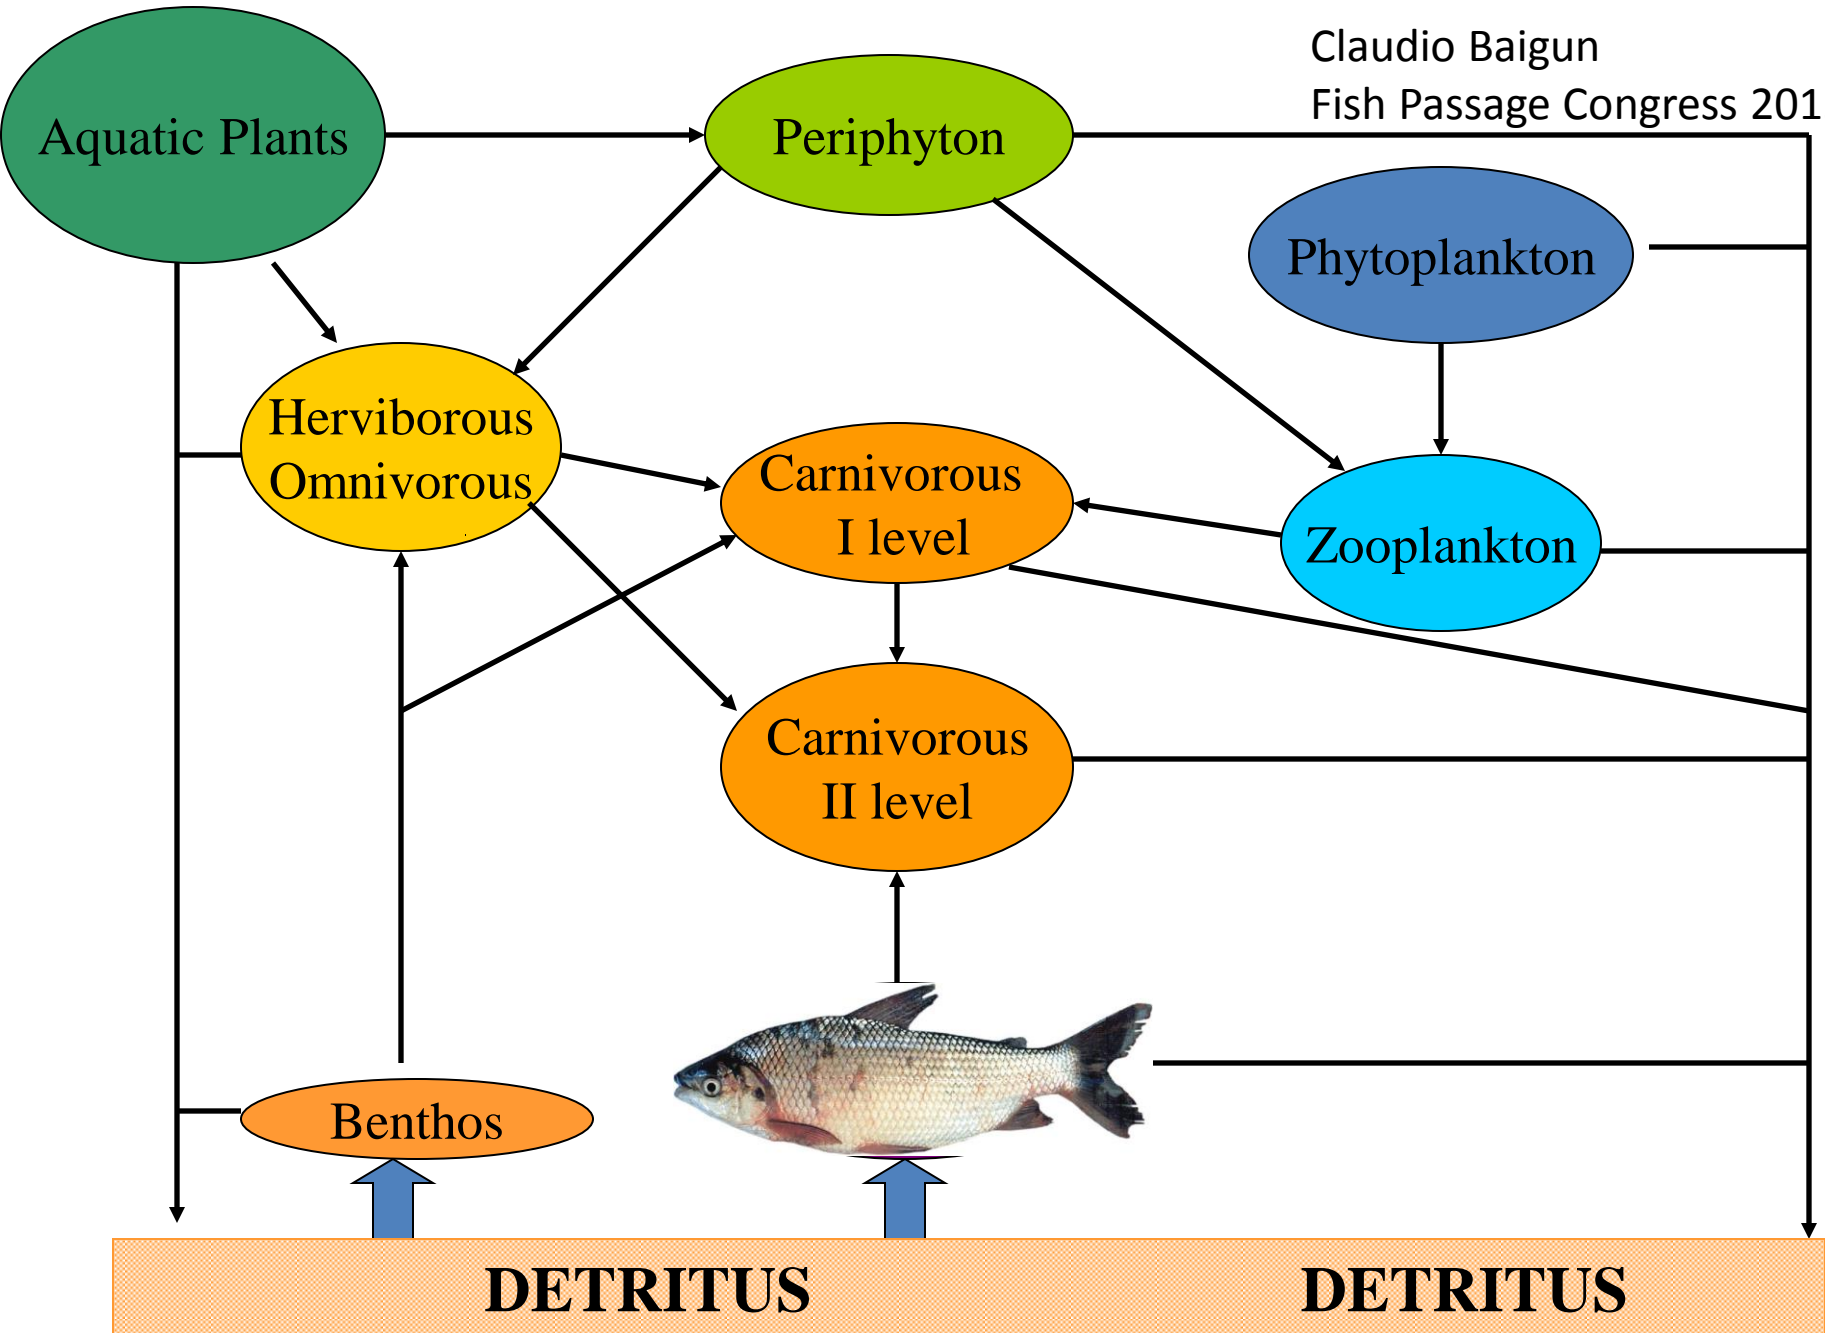 Claudio Baigun
Fish Passage Congress 201
Aquatic Plants
Periphyton
Phytoplankton
Herviborous
Omnivorous
Carnivorous
I level
Zooplankton
Carnivorous
II level
Benthos
DETRITUS
DETRITUS